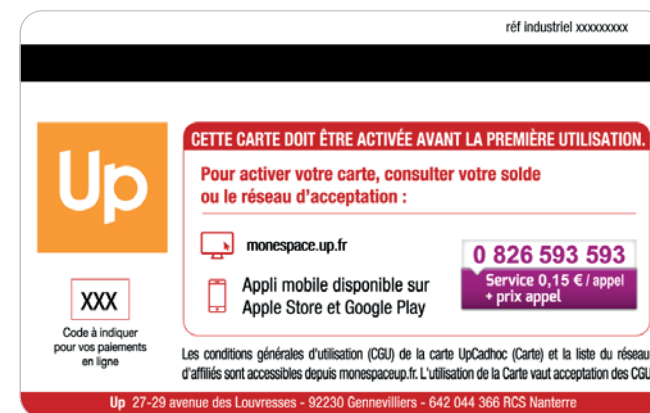 réf industriel xxxxxxxxx
CETTE CARTE DOIT ÊTRE ACTIVÉE AVANT LA PREMIÈRE UTILISATION.
Up
Pour activer votre carte, consulter votre solde
ou le réseau d'acceptation :
monespace.up.fr
0 826 593 593
Service 0,15 € / appel
+ prix appel
Appli mobile disponible sur
Apple Store et Google Play
XXX
Code à indiquer
pour vos paiements
en ligne
Les conditions générales d'utilisation (CGU) de la carte UpCadhoc (Carte) et la liste du réseau
d'affiliés sont accessibles depuis monespaceup.fr. L'utilisation de la Carte vaut acceptation des CGU
Up 27-29 avenue des Louvresses - 92230 Gennevilliers - 642 044 366 RCS Nanterre